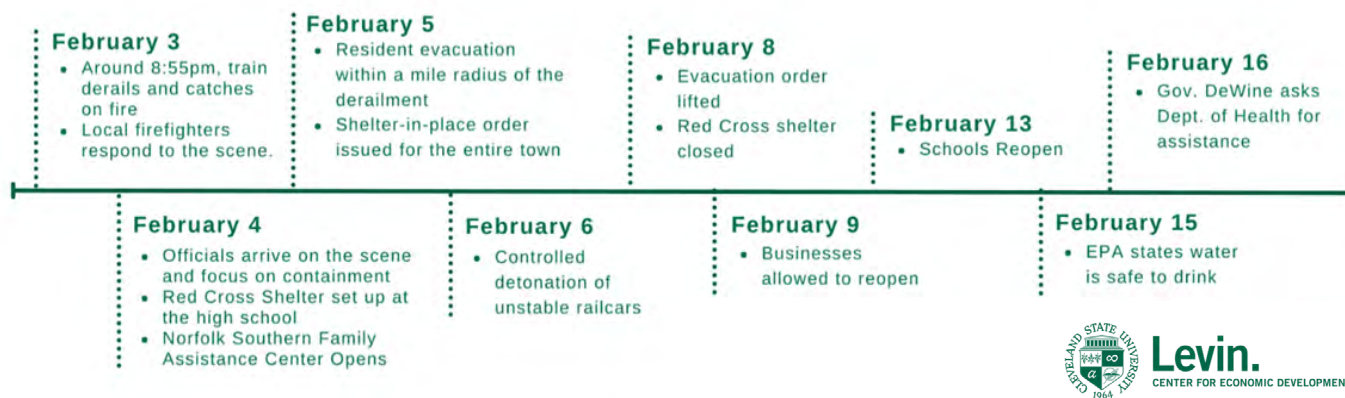 February 3
• Around 8:55pm, train
derails and catches
on fire
• Local firefighters
respond to the scene.
February 4
• Officials arrive on the scene
and focus on containment
• Red Cross Shelter set up at
the high school
• Norfolk Southern Family
Assistance Center Opens
February 5
• Resident evacuation
within a mile radius of the
derailment
• Shelter-in-place order
issued for the entire town
February 6
• Controlled
detonation of
unstable railcars
February 8
• Evacuation order
lifted
• Red Cross shelter
closed
February 9
• Businesses
allowed to reopen
February 13
• Schools Reopen
February 15
• EPA states water
is safe to drink
February 16
• Gov. DeWine asks
Dept. of Health for
assistance
CLEVELAND STATE UNIVERSITY
1964
Levin.
CENTER FOR ECONOMIC DEVELOPMEN